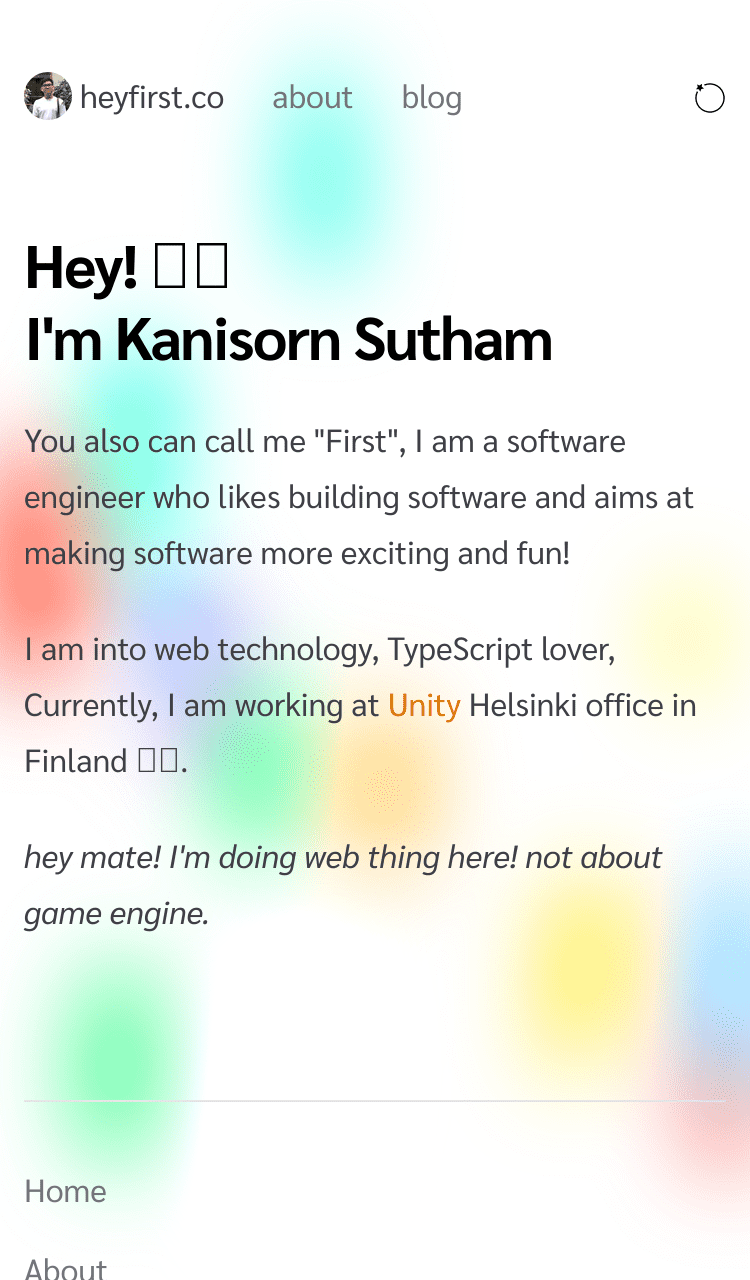 heyfirst.co about blog
Hey!
I'm Kanisorn Sutham
You also can call me "First", I am a software
engineer who likes building software and aims at
making software more exciting and fun!
I am into web technology, TypeScript lover,
Currently, I am working at Unity Helsinki office in
Finland .
hey mate! I'm doing web thing here! not about
game engine.
Home
About